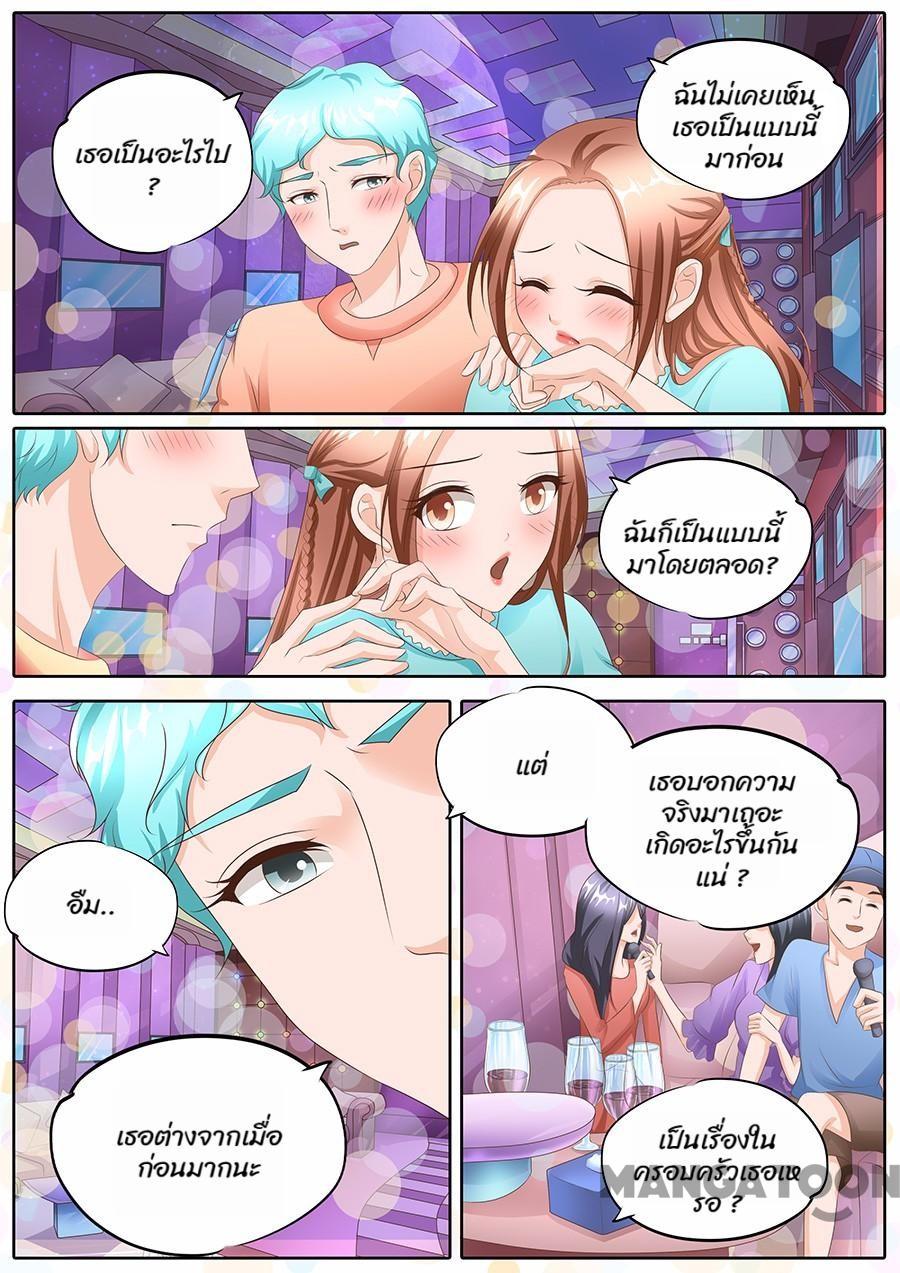 เธอเป็นอะไรไป
?
ฉันไม่เคยเห็น
เธอเป็นแบบนี้
มาก่อน
ฉันก็เป็นแบบนี้
มาโดยตลอด?
อืม..
เธอต่างจากเมื่อ
ก่อนมากนะ
แต่
เธอบอกความ
จริงมาเถอะ
เกิดอะไรขึ้นกัน
แน่ ?
เป็นเรื่องใน
ครอบครัวเธอเห
รอ ?
MANGATOON